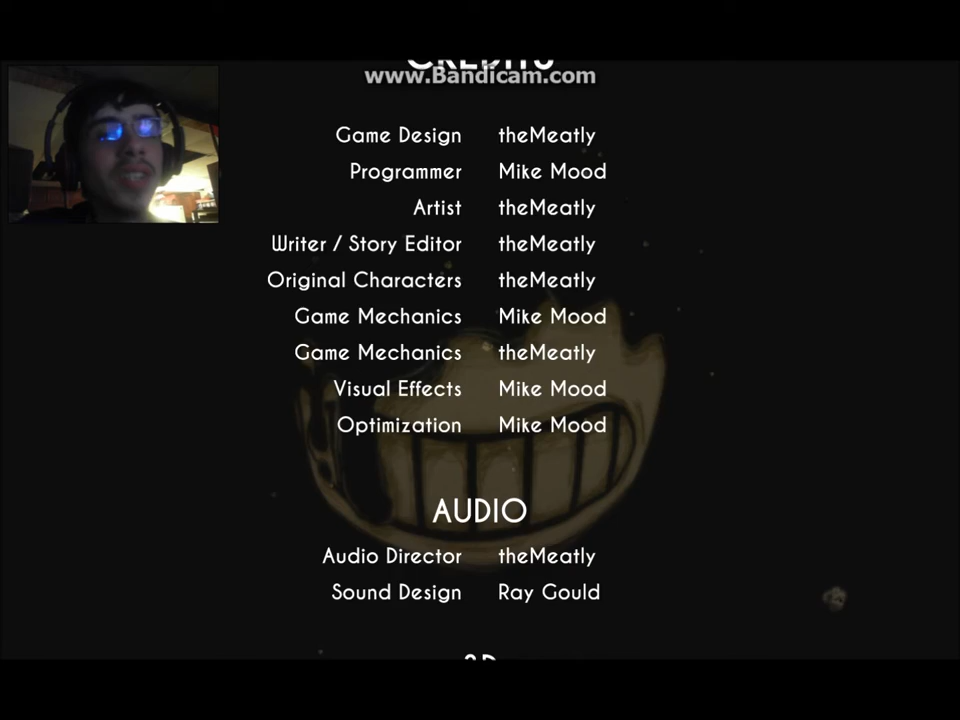 CREDITS
www.Bandicam.com
Game Design theMeatly
Programmer Mike Mood
Artist theMeatly
Writer / Story Editor theMeatly
Original Characters theMeatly
Game Mechanics Mike Mood
Game Mechanics theMeatly
Visual Effects Mike Mood
Optimization Mike Mood
AUDIO
Audio Director theMeatly
Sound Design Ray Gould
3D